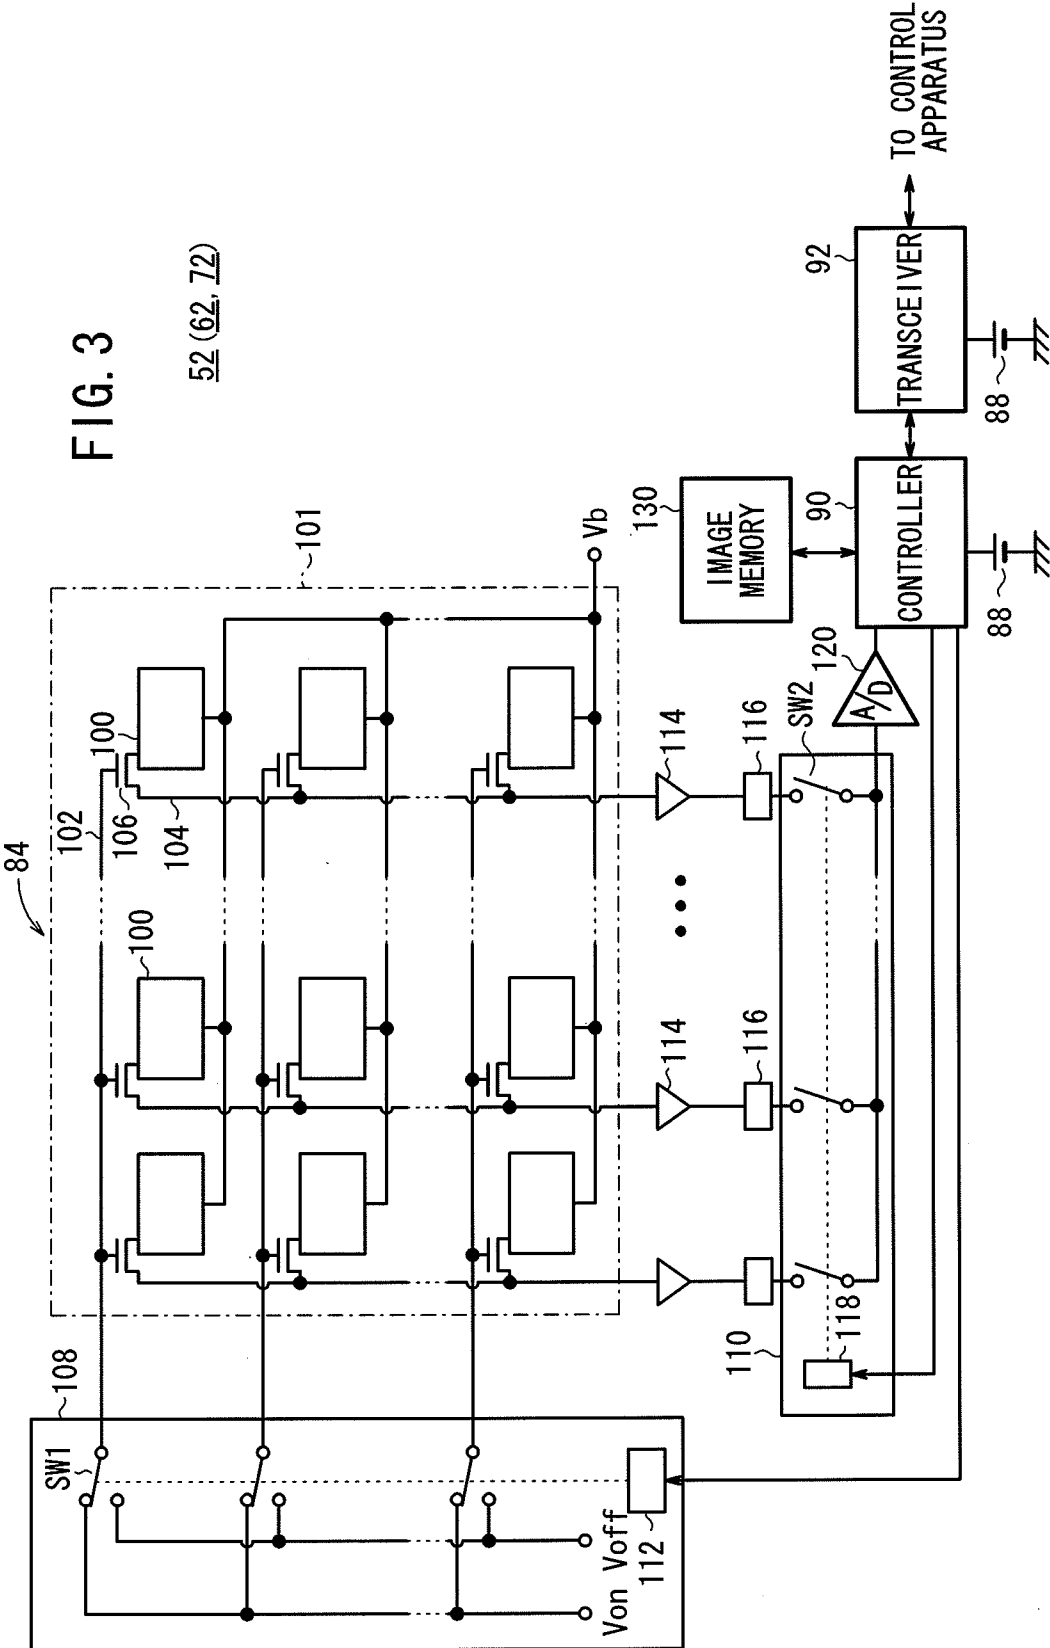 FIG. 3
52 (62, 72)
84
102
106
104
100
100
101
Vb
108
SW1
Von Voff
112
114
114
116
116
110
118
SW2
120
A/D
130
IMAGE
MEMORY
90
CONTROLLLER
88
92
TRANSCEIVER
88
TO CONTROL
APPARATUS